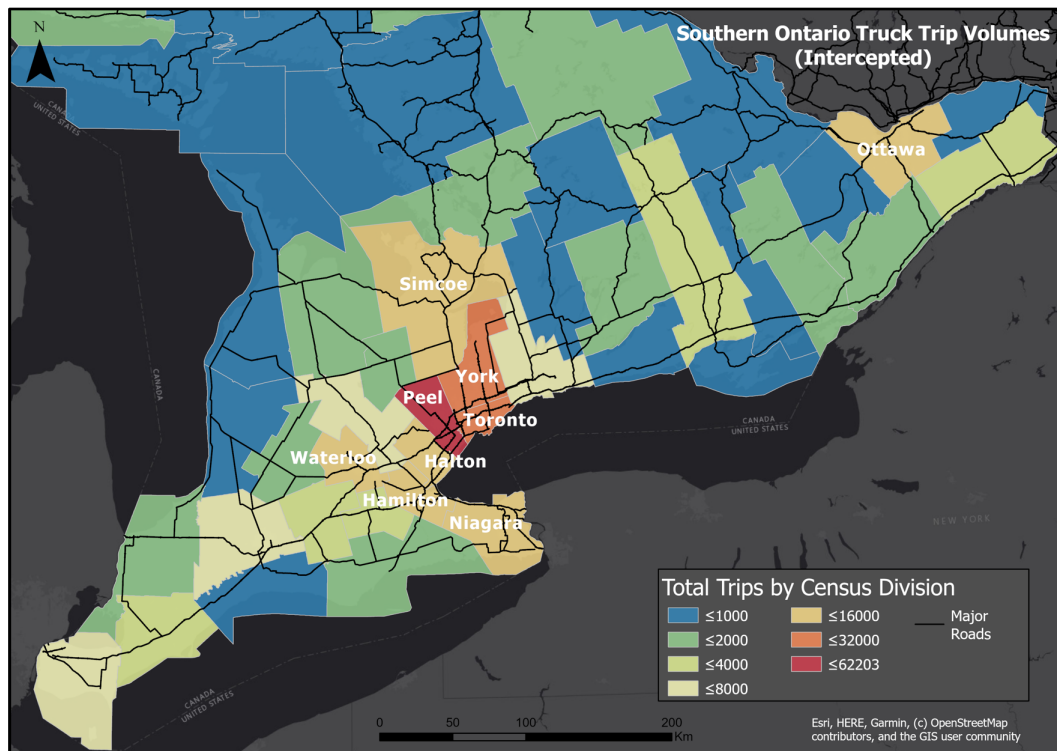 Southern Ontario Truck Trip Volumes
(Intercepted)
N
CANADA
UNITED STATES
Ottawa
Simcoe
CANADA
York
Peel
Toronto
CANADA
UNITED STATES
Waterloo
Halton
Hamilton
Niagara
NEW YORK
Total Trips by Census Division
≤1000
≤16000
Major
Roads
≤2000
≤32000
≤4000
≤62203
≤8000
CANADA
UNITED STATES
0 50 100 200
Km
Esri, HERE, Garmin, (c) OpenStreetMap
contributors, and the GIS user community